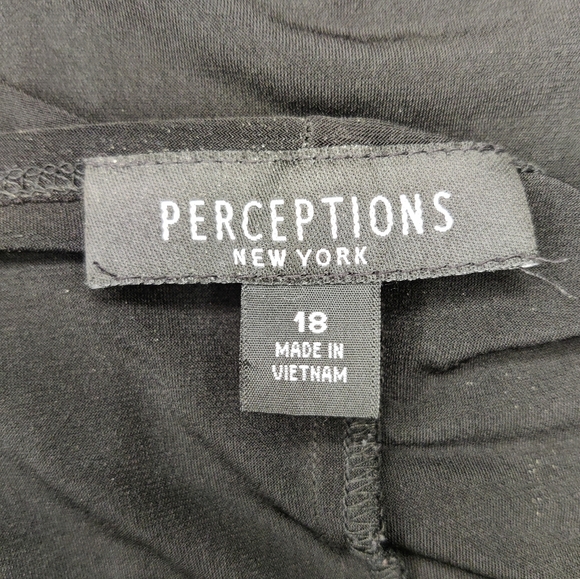 PERCEPTIONS
NEW YORK
18
MADE IN
VIETNAM